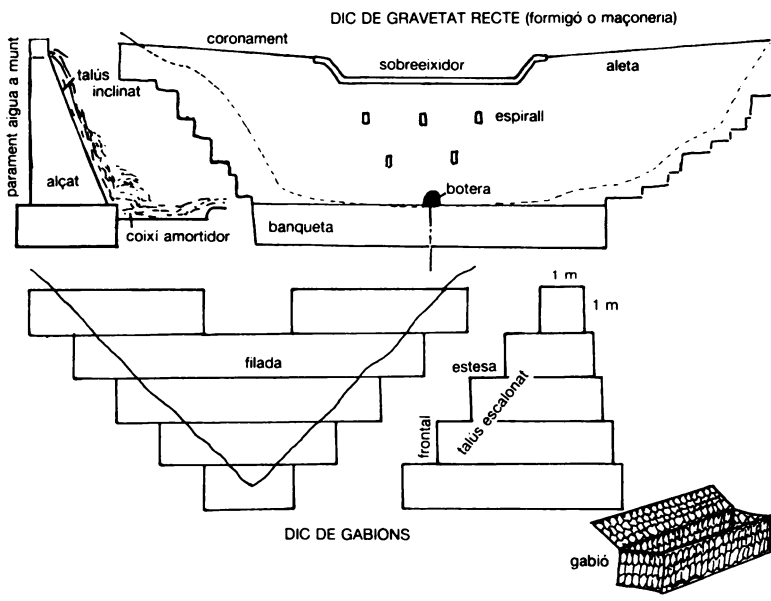 DIC DE GRAVETAT RECTE (formigó o maçoneria)
coronament
sobreeixidor
aleta
talús
inclinat
parament aigua a munt
espirall
alçat
botera
banqueta
coixí amortidor
1 m
1 m
filada
estesa
talús escalonat
frontal
DIC DE GABIONS
gabió